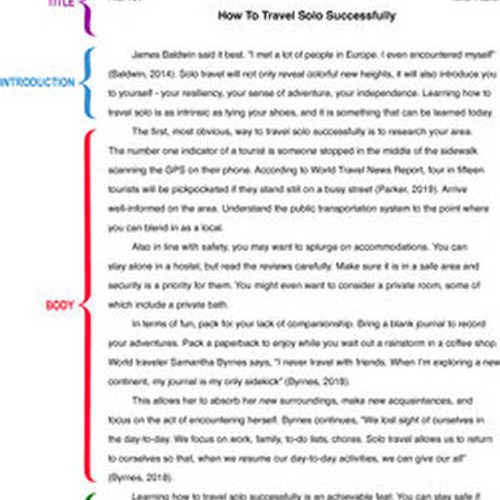 TITLE
How To Travel Solo Successfully
INTRODUCTION
James Baldwin said it best. "I met a lot of people in Europe. I even encountered myself"
(Baldwin, 2014). Solo travel will not only reveal colorful new heights, it will also introduce you
to yourself - your resiliency, your sense of adventure, your independence. Learning how to
travel solo is as intrinsic as tying your shoes, and it is something that can be learned today.
The first, most obvious, way to travel solo successfully is to research your area.
The number one indicator of a tourist is someone stopped in the middle of the sidewalk
scanning the GPS on their phone. According to World Travel News Report, four in fifteen
tourists will be pickpocketed if they stand still on a busy street (Parker, 2019). Arrive
well-informed on the area. Understand the public transportation system to the point where
you can blend in as a local.
Also in line with safety, you may want to splurge on accommodations. You can
stay alone in a hostel, but read the reviews carefully. Make sure it is in a safe area and
security is a priority for them. You might even want to consider a private room, some of
which include a private bath.
BODY
In terms of fun, pack for your lack of companionship. Bring a blank journal to record
your adventures. Pack a paperback to enjoy while you wait out a rainstorm in a coffee shop.
World traveler Samantha Byrnes says, "I never travel with friends. When I'm exploring a new
continent, my journal is my only sidekick" (Byrnes, 2018).
This allows her to absorb her new surroundings, make new acquaintances, and
focus on the act of encountering herself. Byrnes continues, "We lost sight of ourselves in
the day-to-day. We focus on work, family, to-do lists, chores. Solo travel allows us to return
to ourselves so that, when we resume our day-to-day activities, we can give our all"
(Byrnes, 2018).
Learning how to travel solo successfully is an achievable feat. You can stay safe if